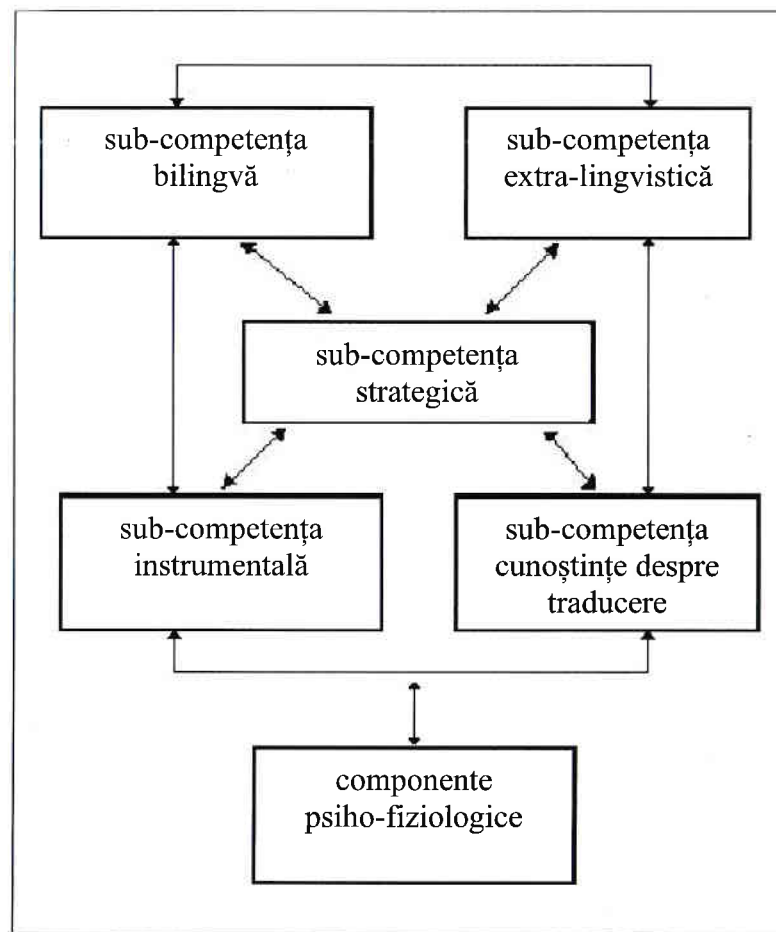 sub-competența
bilingvă
sub-competența
extra-lingvistică
sub-competența
strategică
sub-competența
instrumentală
sub-competența
cunoștințe despre
traducere
componente
psiho-fiziologice